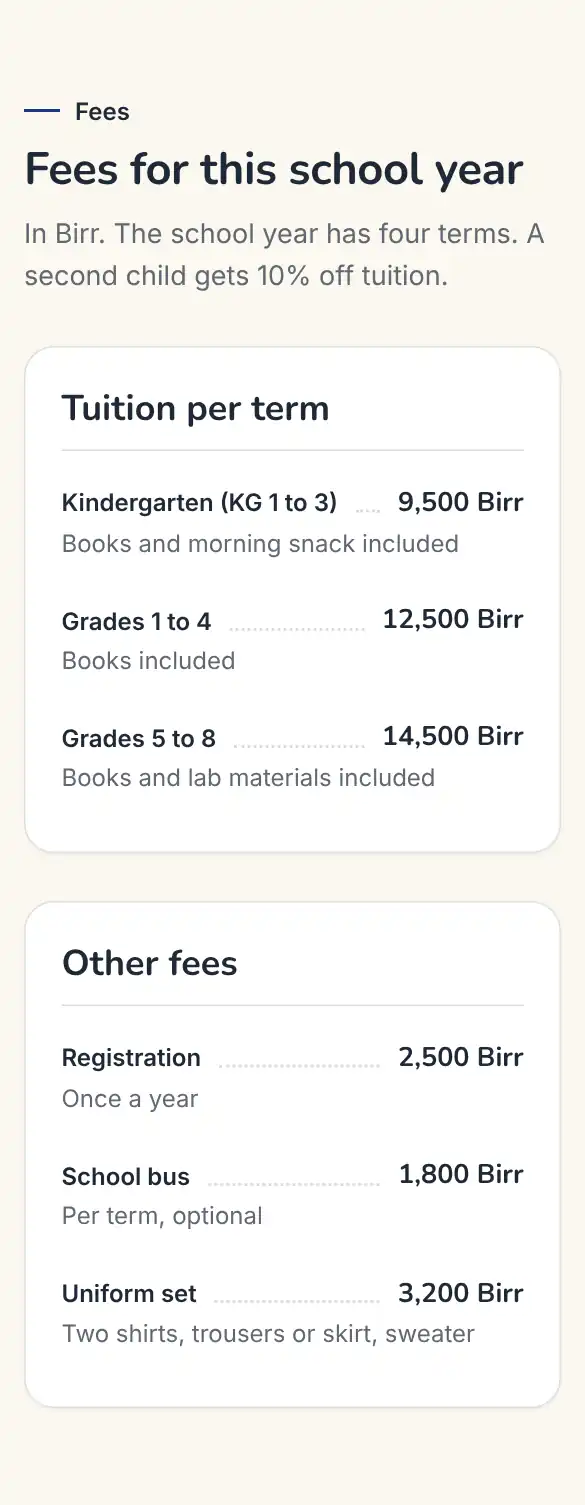 Fees
Fees for this school year
In Birr. The school year has four terms. A
second child gets 10% off tuition.
Tuition per term
Kindergarten (KG 1 to 3) 9,500 Birr
Books and morning snack included
Grades 1 to 4 12,500 Birr
Books included
Grades 5 to 8 14,500 Birr
Books and lab materials included
Other fees
Registration 2,500 Birr
Once a year
School bus 1,800 Birr
Per term, optional
Uniform set 3,200 Birr
Two shirts, trousers or skirt, sweater